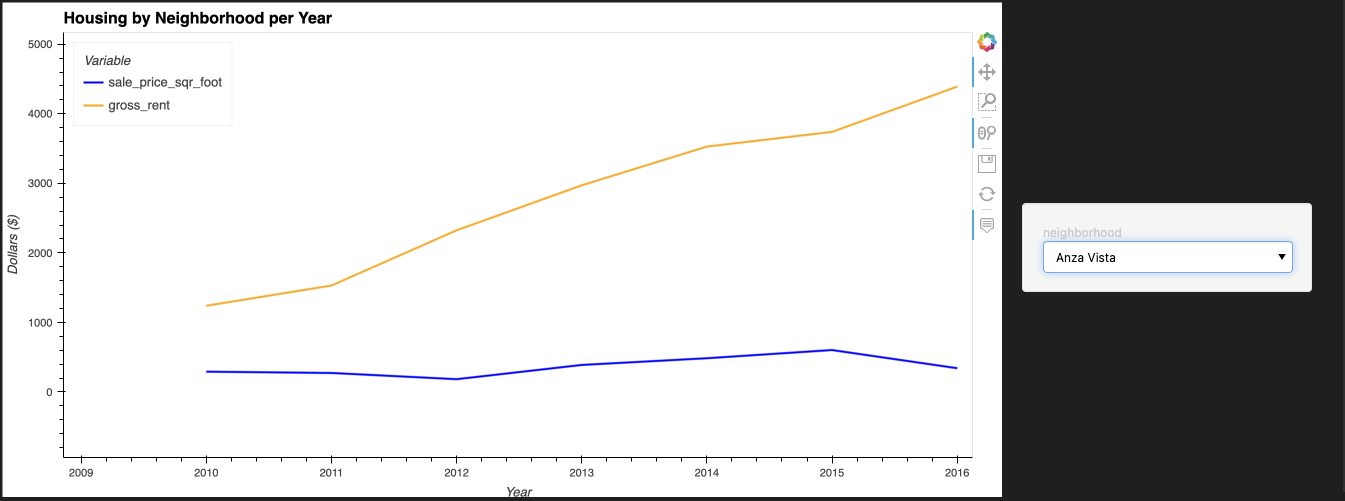 Housing by Neighborhood per Year
Variable
sale_price_sqr_foot
gross_rent
5000
4000
3000
2000
1000
0
Dollars ($)
2009 2010 2011 2012 2013 2014 2015 2016
Year
neighborhood
Anza Vista